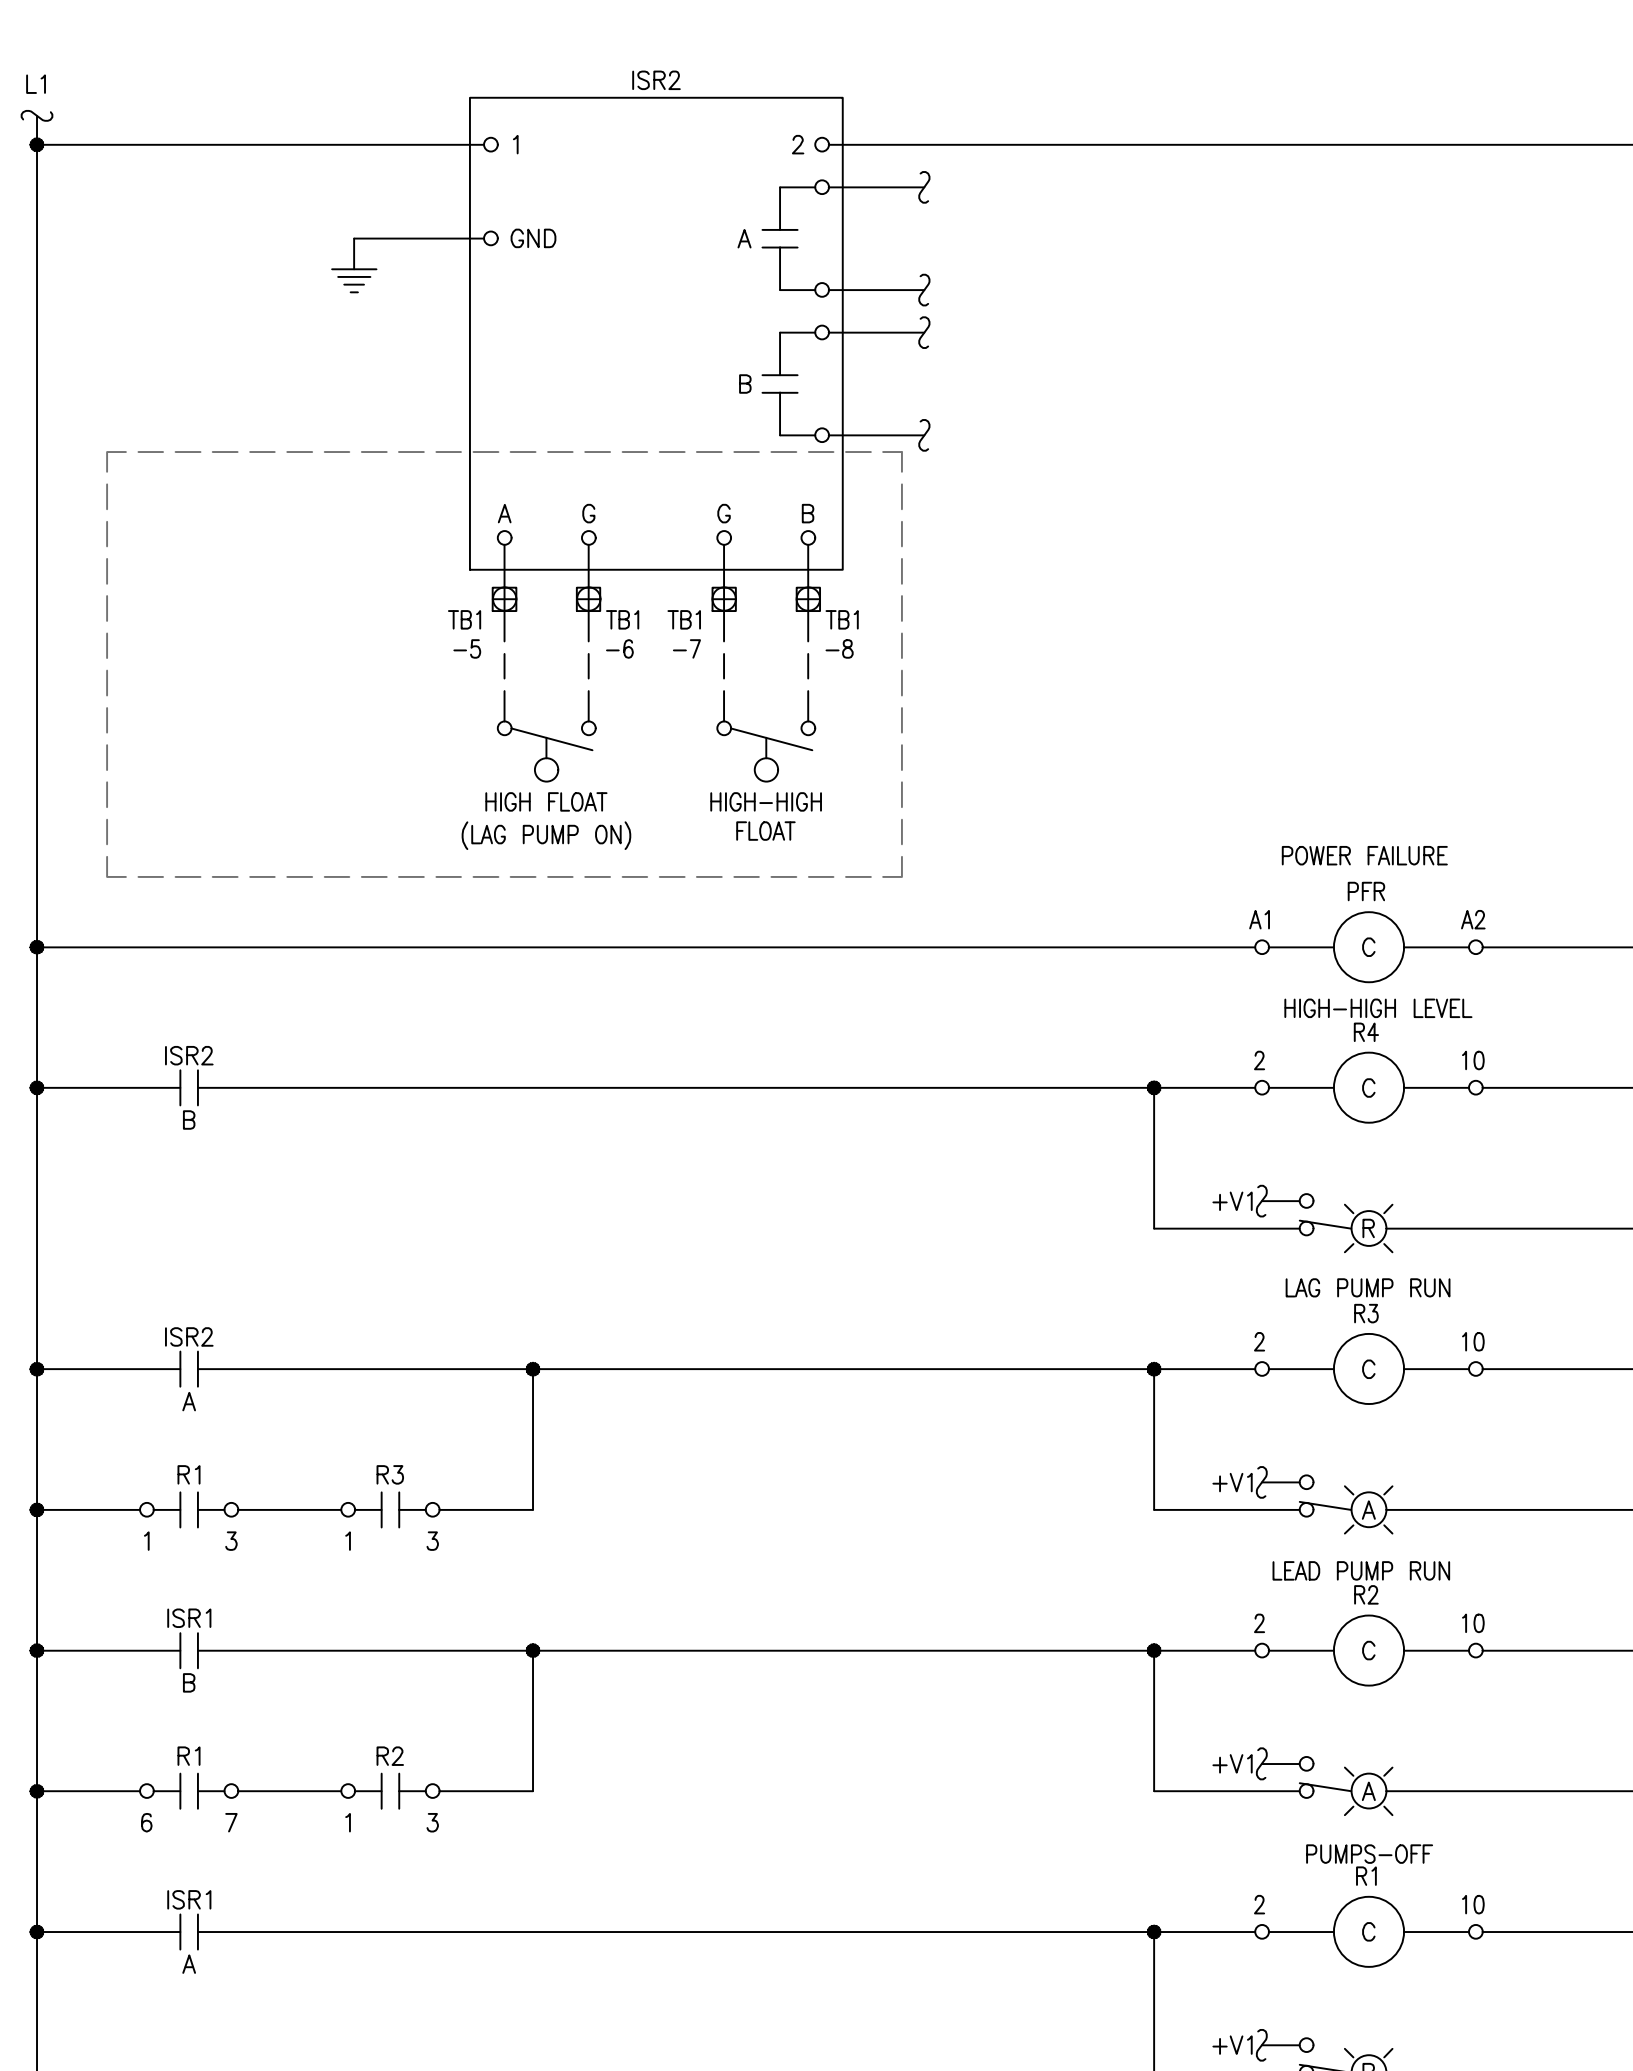 L1
ISR2
1
2
GND
A
B
A
G
G
B
TB1
-5
TB1
-6
TB1
-7
TB1
-8
HIGH FLOAT
(LAG PUMP ON)
HIGH-HIGH
FLOAT
POWER FAILURE
PFR
A1
C
A2
HIGH-HIGH LEVEL
R4
ISR2
B
2
C
10
+V1
R
LAG PUMP RUN
R3
ISR2
A
2
C
10
R1
1
3
R3
1
3
+V1
A
LEAD PUMP RUN
R2
ISR1
B
2
C
10
R1
6
7
R2
1
3
+V1
A
PUMPS-OFF
R1
ISR1
A
2
C
10
+V1